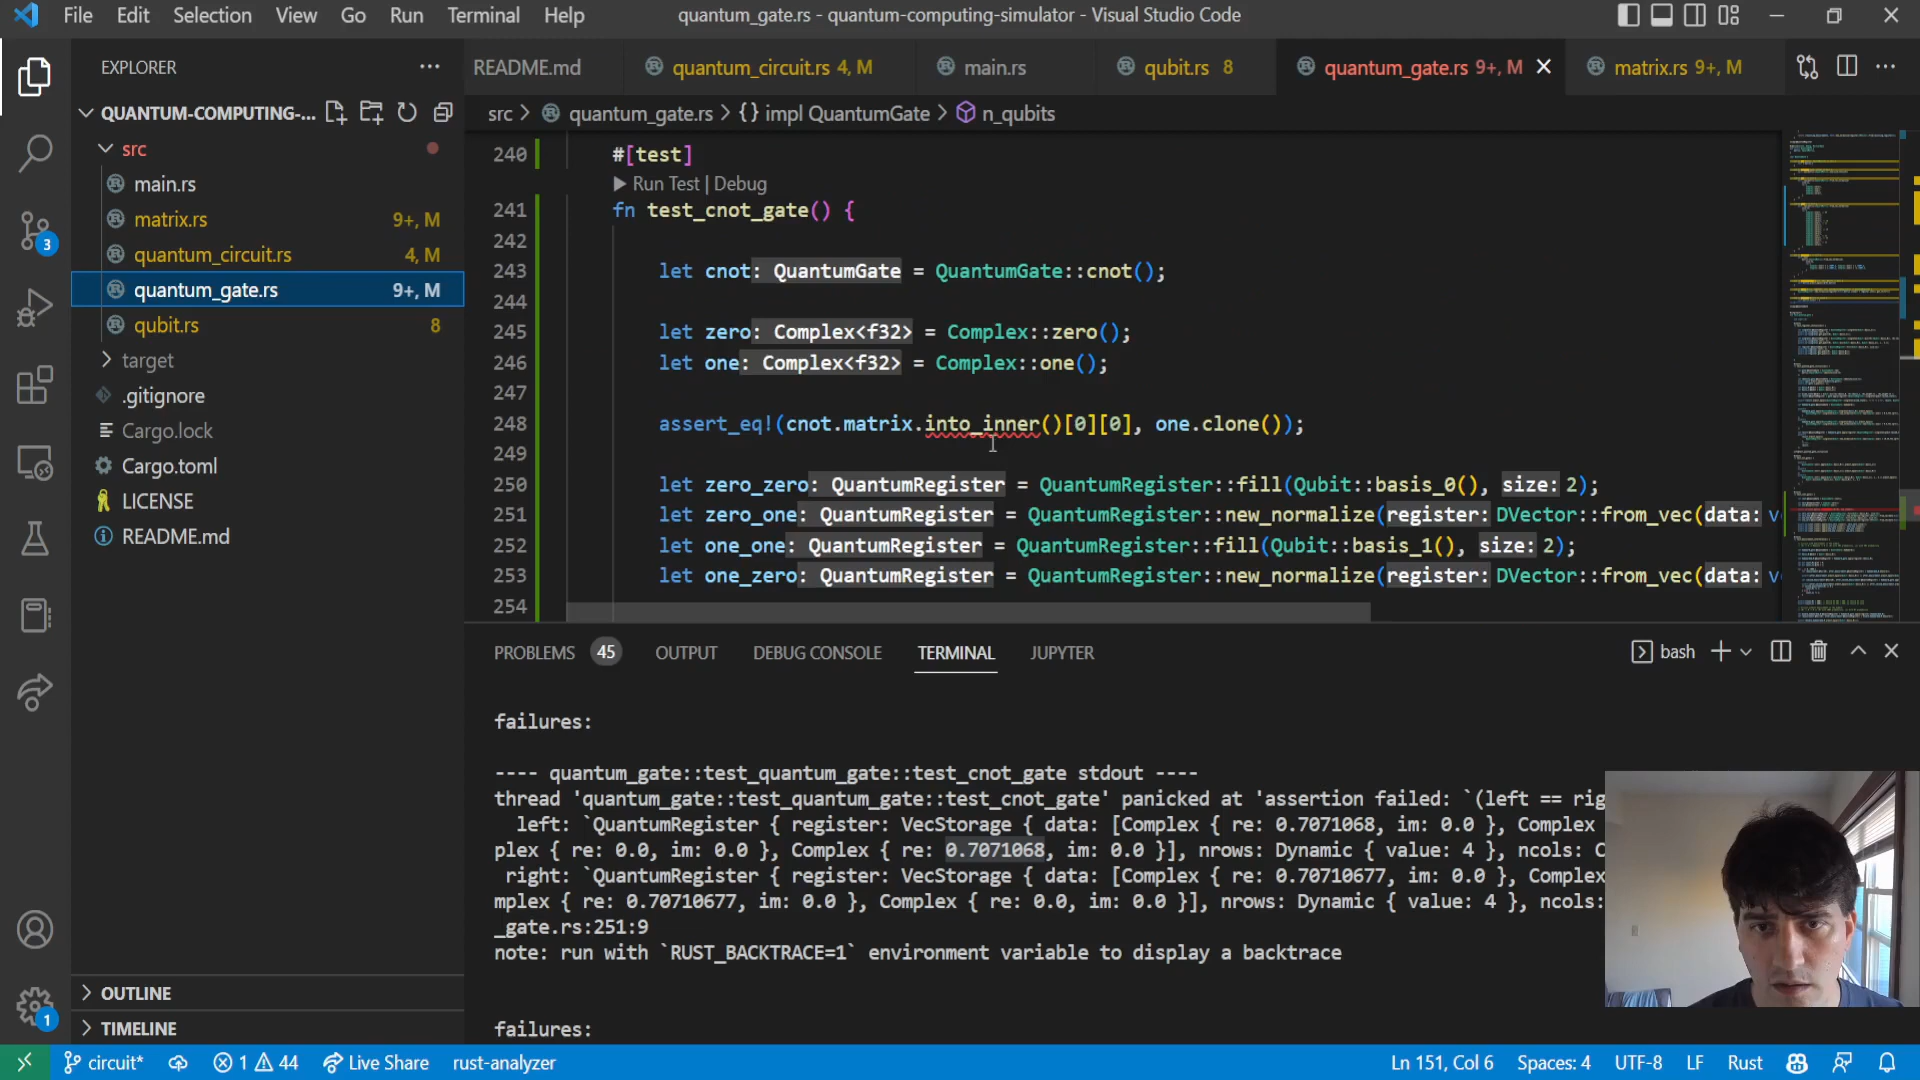 File Edit Selection View Go Run Terminal Help
quantum_gate.rs - quantum-computing-simulator - Visual Studio Code
EXPLORER
README.md
quantum_circuit.rs 4, M
main.rs
qubit.rs 8
quantum_gate.rs 9+, M
matrix.rs 9+, M
QUANTUM-COMPUTING-...
src
main.rs
matrix.rs 9+, M
quantum_circuit.rs 4, M
quantum_gate.rs 9+, M
qubit.rs 8
target
.gitignore
Cargo.lock
Cargo.toml
LICENSE
README.md
OUTLINE
TIMELINE
3
1
src > quantum_gate.rs > {} impl QuantumGate > n_qubits
240 #[test]
Run Test | Debug
241 fn test_cnot_gate() {
242
243 let cnot: QuantumGate = QuantumGate::cnot();
244
245 let zero: Complex<f32> = Complex::zero();
246 let one: Complex<f32> = Complex::one();
247
248 assert_eq!(cnot.matrix.into_inner()[0][0], one.clone());
249
250 let zero_zero: QuantumRegister = QuantumRegister::fill(Qubit::basis_0(), size: 2);
251 let zero_one: QuantumRegister = QuantumRegister::new_normalize(register: DVector::from_vec(data: v
252 let one_one: QuantumRegister = QuantumRegister::fill(Qubit::basis_1(), size: 2);
253 let one_zero: QuantumRegister = QuantumRegister::new_normalize(register: DVector::from_vec(data: v
254
PROBLEMS 45 OUTPUT DEBUG CONSOLE TERMINAL JUPYTER
bash
failures:
---- quantum_gate::test_quantum_gate::test_cnot_gate stdout ----
thread 'quantum_gate::test_quantum_gate::test_cnot_gate' panicked at 'assertion failed: `(left == rig
left: `QuantumRegister { register: VecStorage { data: [Complex { re: 0.7071068, im: 0.0 }, Complex
plex { re: 0.0, im: 0.0 }, Complex { re: 0.7071068, im: 0.0 }], nrows: Dynamic { value: 4 }, ncols: C
right: `QuantumRegister { register: VecStorage { data: [Complex { re: 0.70710677, im: 0.0 }, Complex
mplex { re: 0.70710677, im: 0.0 }, Complex { re: 0.0, im: 0.0 }], nrows: Dynamic { value: 4 }, ncols:
_gate.rs:251:9
note: run with `RUST_BACKTRACE=1` environment variable to display a backtrace
failures:
circuit* 1 44 Live Share rust-analyzer
Ln 151, Col 6 Spaces: 4 UTF-8 LF Rust